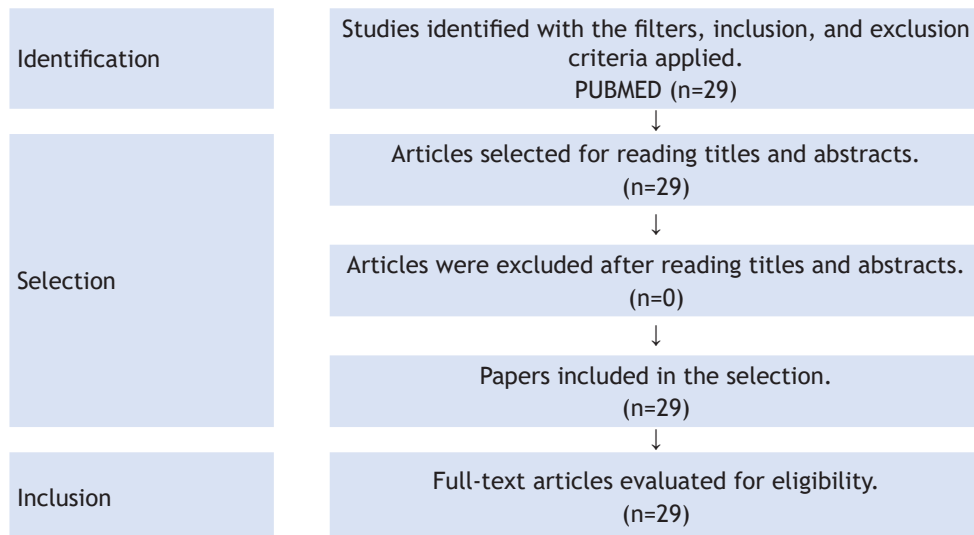 Identification
Studies identified with the filters, inclusion, and exclusion
criteria applied.
PUBMED (n=29)
↓
Selection
Articles selected for reading titles and abstracts.
(n=29)
↓
Articles were excluded after reading titles and abstracts.
(n=0)
↓
Papers included in the selection.
(n=29)
↓
Inclusion
Full-text articles evaluated for eligibility.
(n=29)